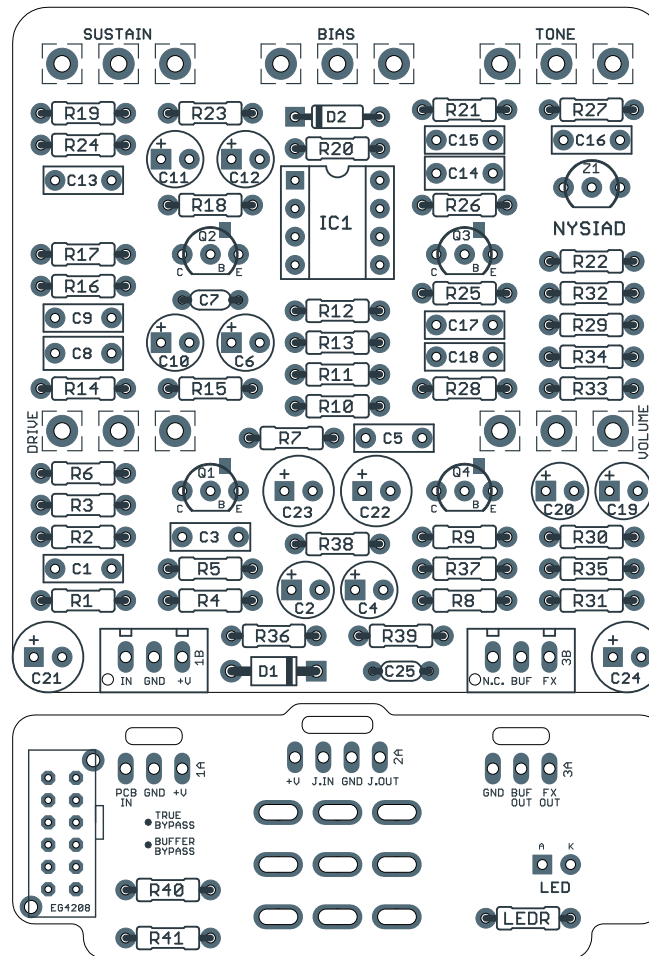 SUSTAIN BIAS TONE
R19 R23 D2 R21 R27
R24 + + R20 C15 C16
C13 C11 C12 C14 Z1
R18 IC1 R26
NYSIAD
Q2 Q3
C B E C B E
R17 R22
R16 C7 R25 R32
C9 R12 C17 R29
+ +
C8 C10 C6 R13 C18 R34
R14 R15 R11 R28 R33
R10
DRIVE R7 C5 VOLUME
R6 Q1 + + Q4 + +
C B E C B E
R3 C23 C22 C20 C19
R2 C3 R38 R9 R30
C1 R5 + + R37 R35
R1 R4 C2 C4 R8 R31
+ R36 R39 +
C21 IN GND +V 1B D1 C25 N.C. BUF FX 3B C24
1A 2A 3A
+V J.IN GND J.OUT
PCB IN GND +V GND BUF OUT FX OUT
TRUE BYPASS
BUFFER BYPASS
A K
LED
EG4208
R40
LEDR
R41